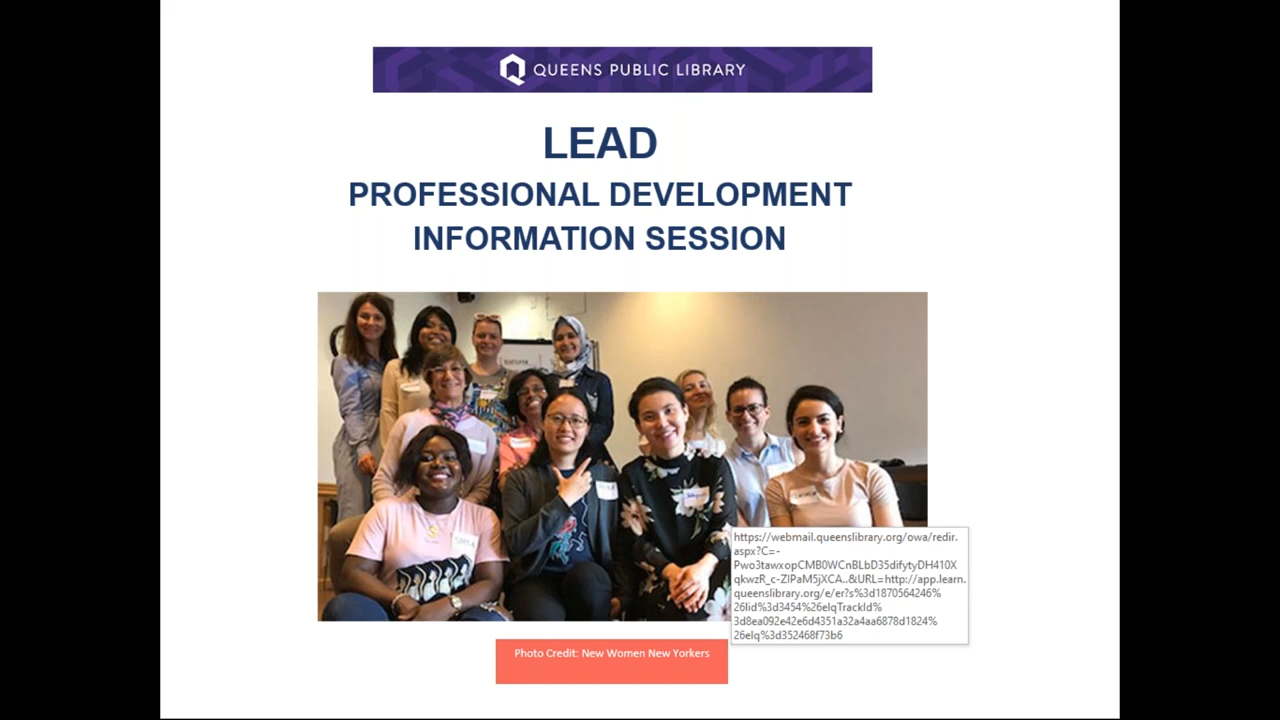 QUEENS PUBLIC LIBRARY
LEAD
PROFESSIONAL DEVELOPMENT
INFORMATION SESSION
https://webmail.queenslibrary.org/owa/redir.
aspx?C=-
Pwo3tawxopCMB0WCnBLbD35difytyDH410X
qkwzR_c-ZlPaM5jXCA..&URL=http://app.learn.
queenslibrary.org/e/er?s%3d1870564246%
26lid%3d3454%26elqTrackId%
3d8ea092e42e6d4351a32a4aa6878d1824%
26elq%3d352468f73b6
Photo Credit: New Women New Yorkers